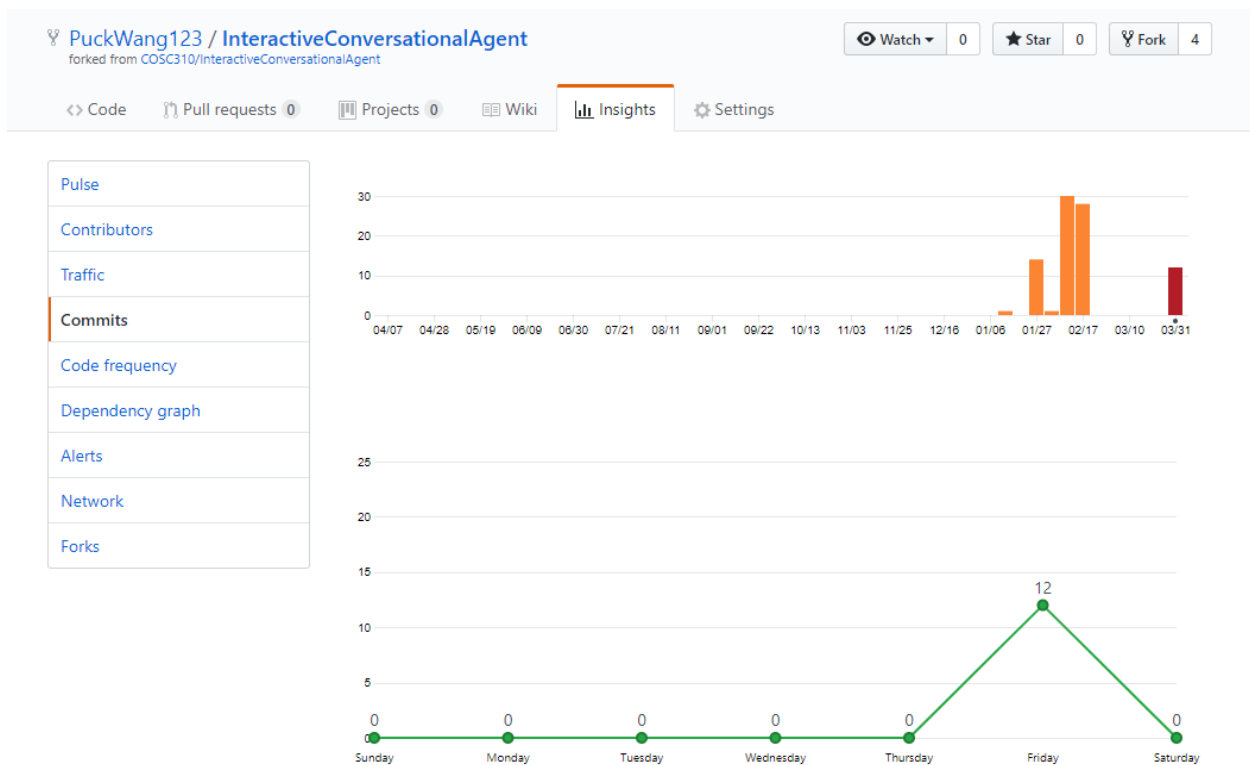 PuckWang123 / InteractiveConversationalAgent
forked from COSC310/InteractiveConversationalAgent
Watch 0 Star 0 Fork 4
Code Pull requests 0 Projects 0 Wiki Insights Settings
Pulse
Contributors
Traffic
Commits
Code frequency
Dependency graph
Alerts
Network
Forks
30
20
10
0
04/07 04/28 05/19 06/09 06/30 07/21 08/11 09/01 09/22 10/13 11/03 11/25 12/16 01/06 01/27 02/17 03/10 03/31
25
20
15
12
10
5
0 0 0 0 0 0
0
Sunday Monday Tuesday Wednesday Thursday Friday Saturday